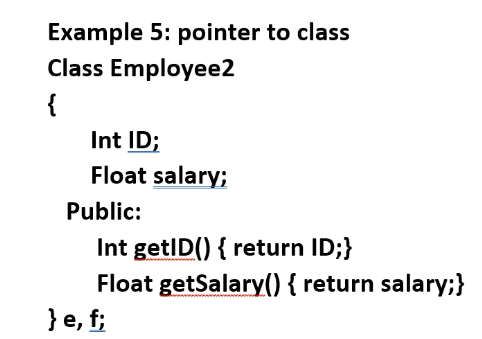 Example 5: pointer to class
Class Employee2
{
Int ID;
Float salary;
Public:
Int getID() { return ID;}
Float getSalary() { return salary;}
} e, f;